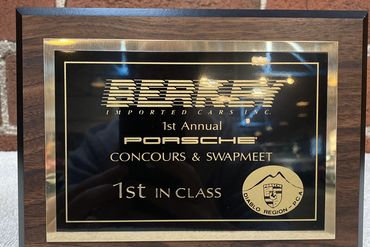 BERKEY
IMPORTED CARS INC.
1st Annual
PORSCHE
CONCOURS & SWAPMEET
1st IN CLASS
DIABLO REGION - P.C.A.